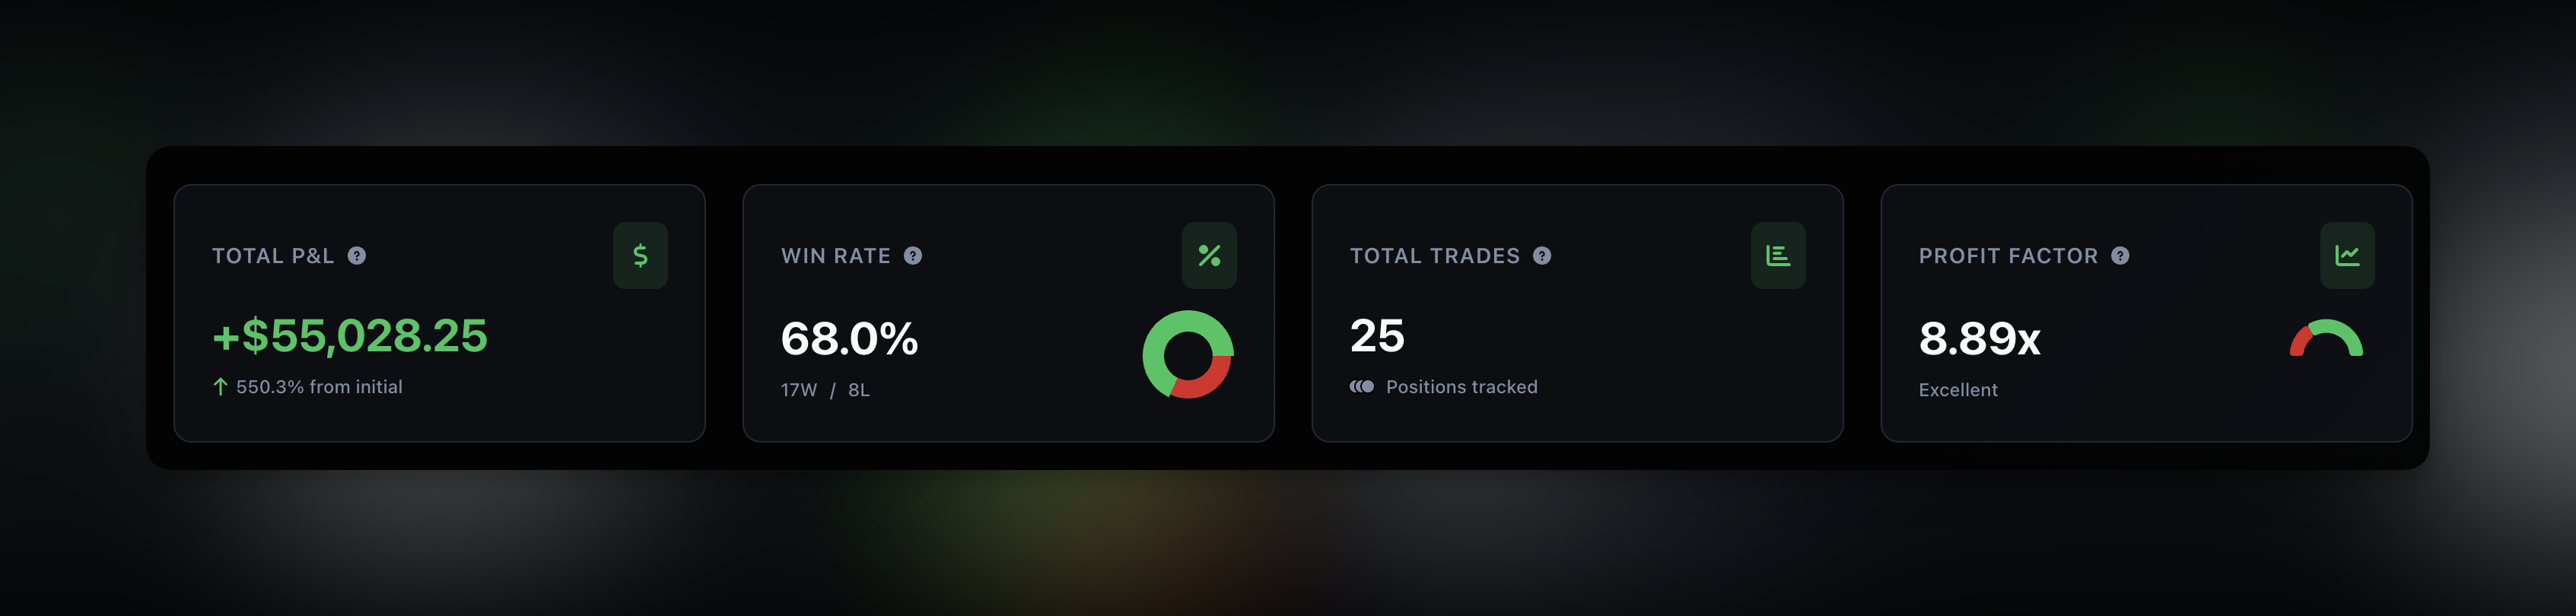 TOTAL P&L ?
$
+$55,028.25
↑ 550.3% from initial
WIN RATE ?
%
68.0%
17W / 8L
TOTAL TRADES ?
25
Positions tracked
PROFIT FACTOR ?
8.89x
Excellent